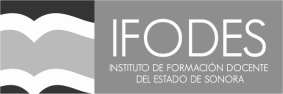 IFODES
INSTITUTO DE FORMACIÓN DOCENTE
DEL ESTADO DE SONORA